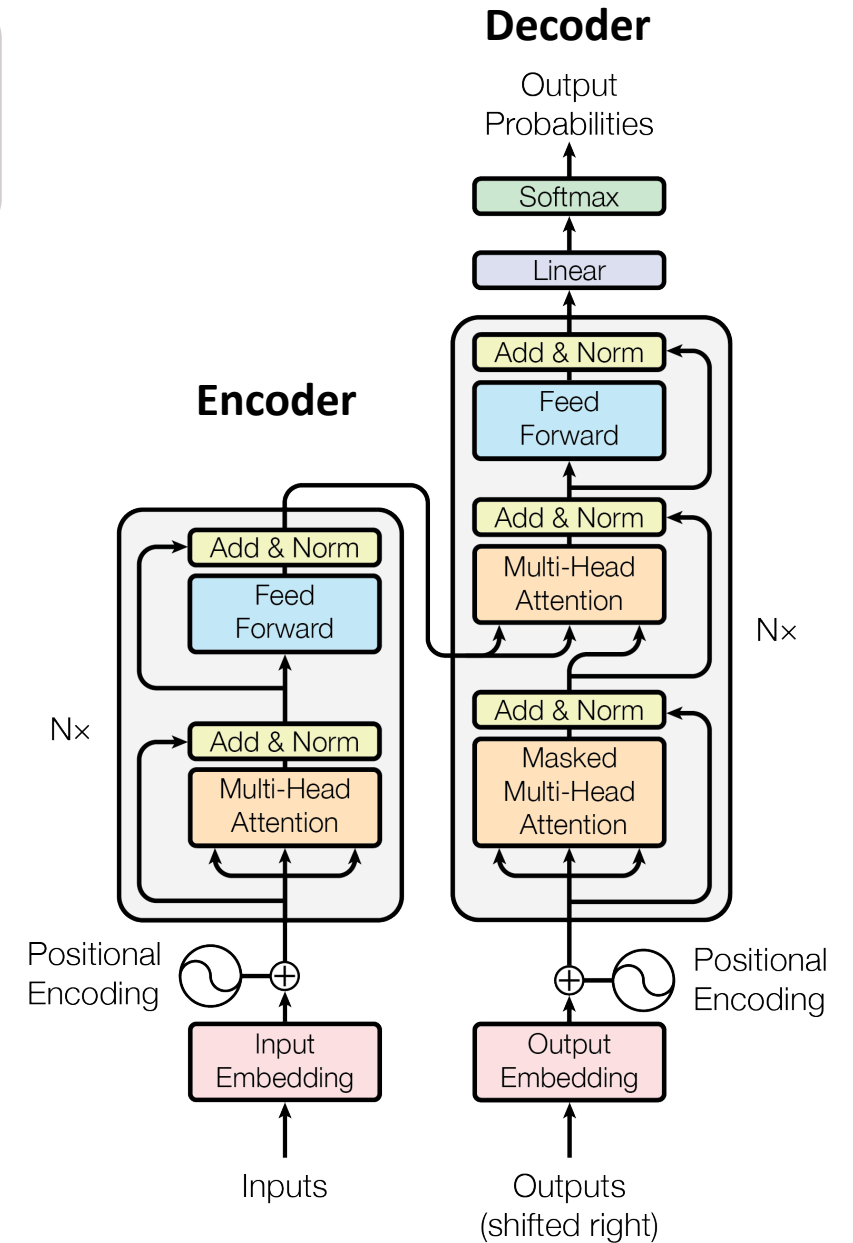 Decoder
Output
Probabilities
Softmax
Linear
Add & Norm
Feed
Forward
Add & Norm
Multi-Head
Attention
Add & Norm
Masked
Multi-Head
Attention
N×
Positional
Encoding
Output
Embedding
Outputs
(shifted right)
Encoder
Add & Norm
Feed
Forward
Add & Norm
Multi-Head
Attention
N×
Positional
Encoding
Input
Embedding
Inputs